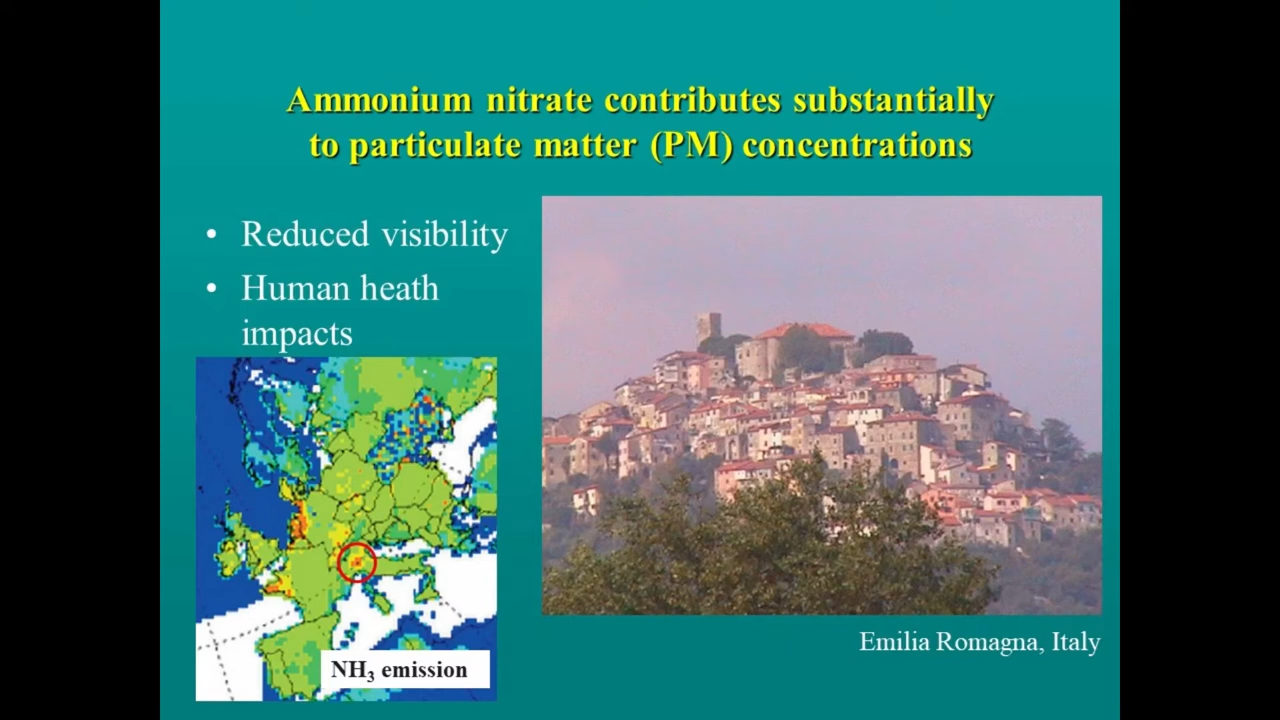 Ammonium nitrate contributes substantially
to particulate matter (PM) concentrations
• Reduced visibility
• Human heath
impacts
NH₃ emission
Emilia Romagna, Italy